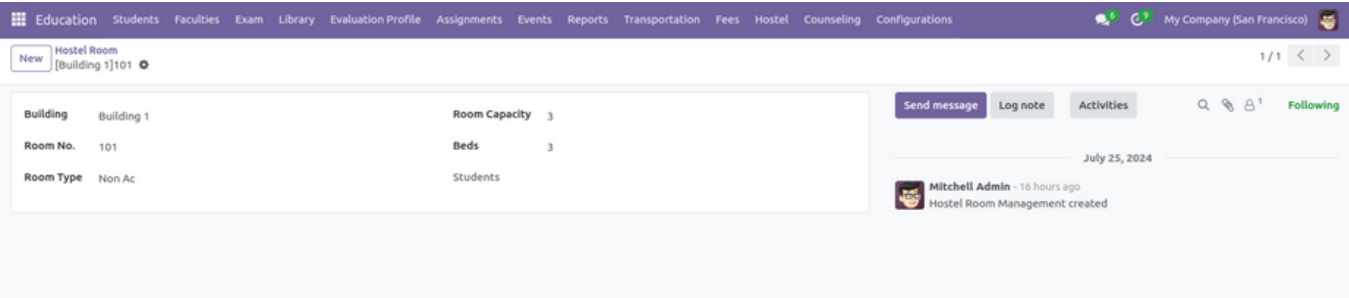 Education Students Faculties Exam Library Evaluation Profile Assignments Events Reports Transportation Fees Hostel Counseling Configurations 6 9 My Company (San Francisco)
New Hostel Room 1 / 1
[Building 1]101
Send message Log note Activities 1 Following
Building Building 1 Room Capacity 3
Room No. 101 Beds 3
July 25, 2024
Room Type Non Ac Students
Mitchell Admin - 16 hours ago
Hostel Room Management created